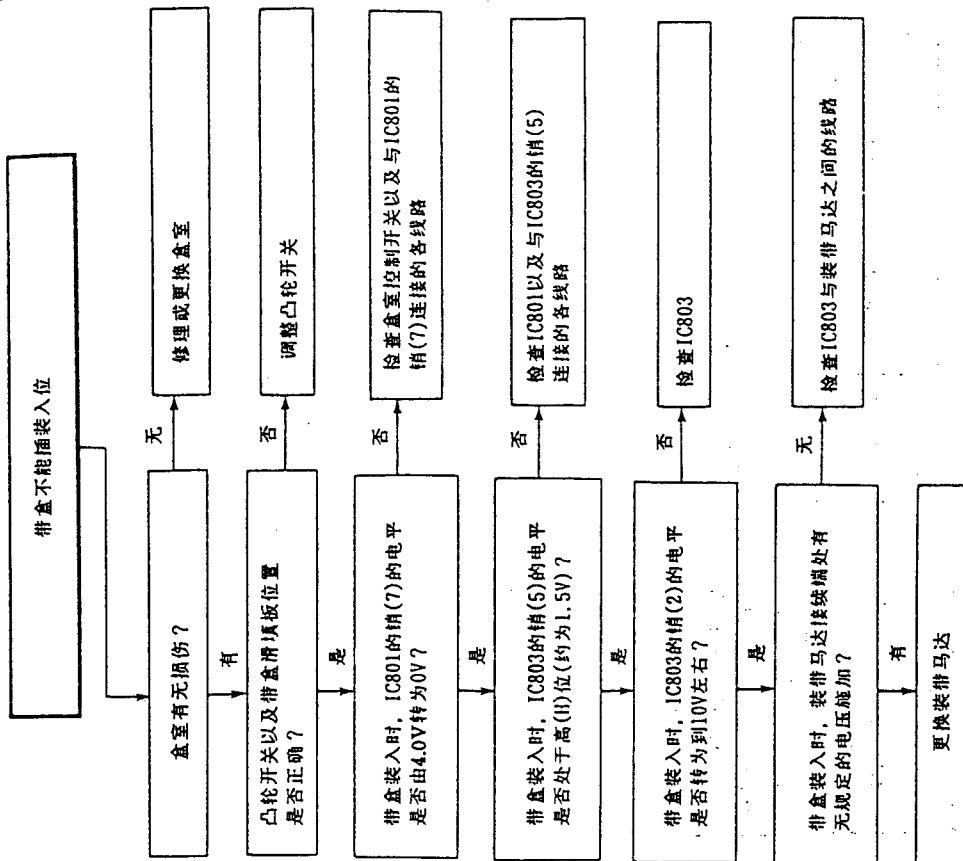 带盒不能插装入位
盒室有无损伤?
无
修理或更换盒室
有
凸轮开关以及带盒滑填板位置
是否正确?
否
调整凸轮开关
是
带盒装入时，IC801的销(7)的电平
是否由4.0V转为0V?
否
检查盒室控制开关以及与IC801的
销(7)连接的各线路
是
带盒装入时，IC803的销(5)的电平
是否处于高(H)位(约为1.5V)?
否
检查IC801以及与IC803的销(5)
连接的各线路
是
带盒装入时，IC803的销(2)的电平
是否转为到10V左右?
否
检查IC803
是
带盒装入时，装带马达接续端处有
无规定的电压施加?
无
检查IC803与装带马达之间的线路
有
更换装带马达